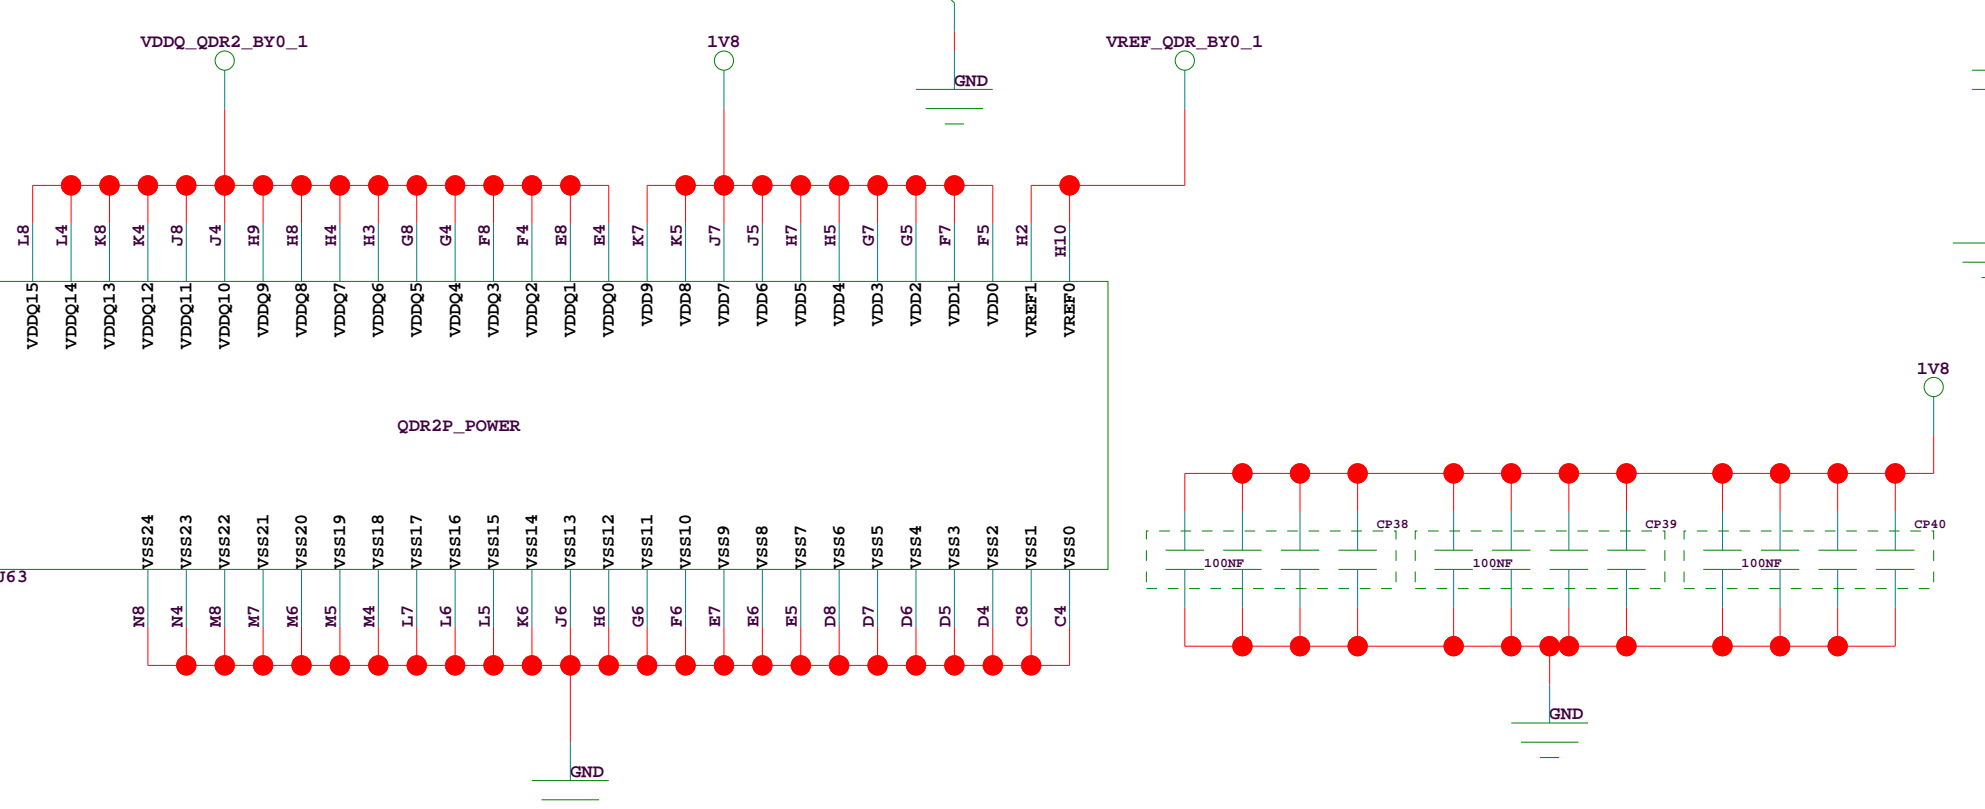 VDDQ_QDR2_BY0_1
1V8
VREF_QDR_BY0_1
GND
L8 L4 K8 K4 J8 J4 H9 H8 H4 H3 G8 G4 F8 F4 E8 E4 K7 K5 J7 J5 H7 H5 G7 G5 F7 F5 H2 H10
VDDQ15 VDDQ14 VDDQ13 VDDQ12 VDDQ11 VDDQ10 VDDQ9 VDDQ8 VDDQ7 VDDQ6 VDDQ5 VDDQ4 VDDQ3 VDDQ2 VDDQ1 VDDQ0 VDD9 VDD8 VDD7 VDD6 VDD5 VDD4 VDD3 VDD2 VDD1 VDD0 VREF1 VREF0
1V8
QDR2P_POWER
VSS24 VSS23 VSS22 VSS21 VSS20 VSS19 VSS18 VSS17 VSS16 VSS15 VSS14 VSS13 VSS12 VSS11 VSS10 VSS9 VSS8 VSS7 VSS6 VSS5 VSS4 VSS3 VSS2 VSS1 VSS0
CP38 CP39 CP40
100NF 100NF 100NF
J63
N8 N4 M8 M7 M6 M5 M4 L7 L6 L5 K6 J6 H6 G6 F6 E7 E6 E5 D8 D7 D6 D5 D4 C8 C4
GND
GND